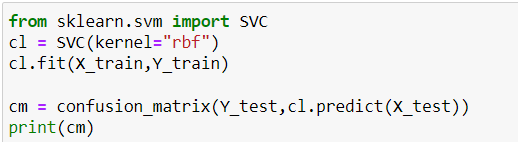 from sklearn.svm import SVC
cl = SVC(kernel="rbf")
cl.fit(X_train,Y_train)
cm = confusion_matrix(Y_test,cl.predict(X_test))
print(cm)